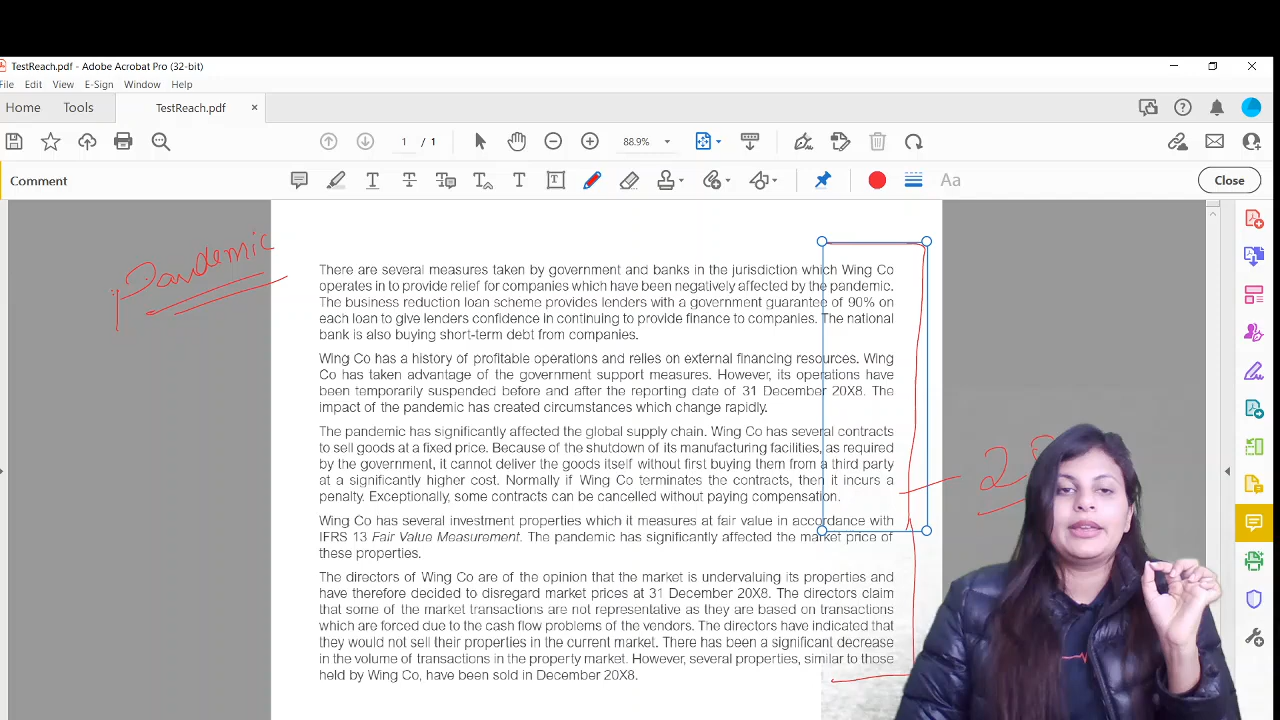 TestReach.pdf - Adobe Acrobat Pro (32-bit)
File Edit View E-Sign Window Help
Home Tools TestReach.pdf
1 / 1 88.9%
Comment Aa Close
Pandemic
There are several measures taken by government and banks in the jurisdiction which Wing Co
operates in to provide relief for companies which have been negatively affected by the pandemic.
The business reduction loan scheme provides lenders with a government guarantee of 90% on
each loan to give lenders confidence in continuing to provide finance to companies. The national
bank is also buying short-term debt from companies.
Wing Co has a history of profitable operations and relies on external financing resources. Wing
Co has taken advantage of the government support measures. However, its operations have
been temporarily suspended before and after the reporting date of 31 December 20X8. The
impact of the pandemic has created circumstances which change rapidly.
The pandemic has significantly affected the global supply chain. Wing Co has several contracts
to sell goods at a fixed price. Because of the shutdown of its manufacturing facilities, as required
by the government, it cannot deliver the goods itself without first buying them from a third party
at a significantly higher cost. Normally if Wing Co terminates the contracts, then it incurs a
penalty. Exceptionally, some contracts can be cancelled without paying compensation.
Wing Co has several investment properties which it measures at fair value in accordance with
IFRS 13 Fair Value Measurement. The pandemic has significantly affected the market price of
these properties.
The directors of Wing Co are of the opinion that the market is undervaluing its properties and
have therefore decided to disregard market prices at 31 December 20X8. The directors claim
that some of the market transactions are not representative as they are based on transactions
which are forced due to the cash flow problems of the vendors. The directors have indicated that
they would not sell their properties in the current market. There has been a significant decrease
in the volume of transactions in the property market. However, several properties, similar to those
held by Wing Co, have been sold in December 20X8.